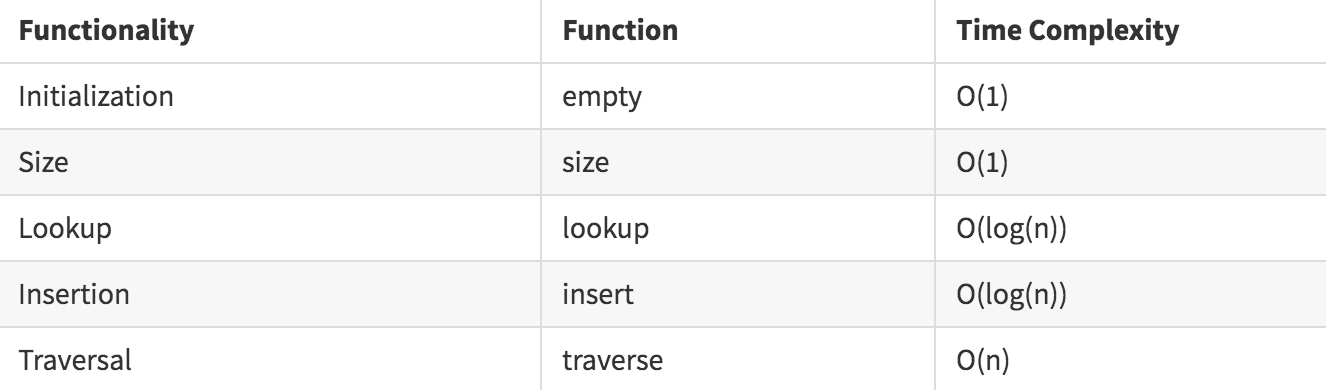 Functionality Function Time Complexity
Initialization empty O(1)
Size size O(1)
Lookup lookup O(log(n))
Insertion insert O(log(n))
Traversal traverse O(n)